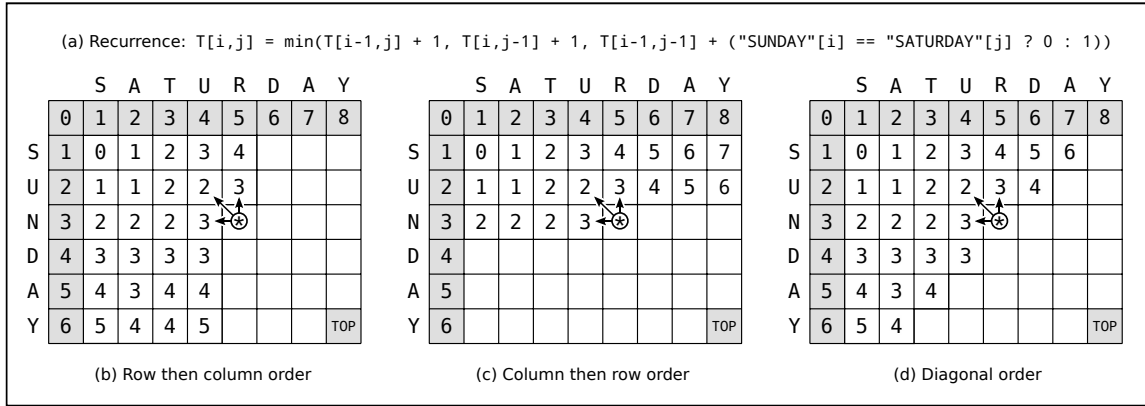 (a) Recurrence: T[i,j] = min(T[i-1,j] + 1, T[i,j-1] + 1, T[i-1,j-1] + ("SUNDAY"[i] == "SATURDAY"[j] ? 0 : 1))
S A T U R D A Y
0 1 2 3 4 5 6 7 8
S 1 0 1 2 3 4
U 2 1 1 2 2 3
N 3 2 2 2 3 *
D 4 3 3 3 3
A 5 4 3 4 4
Y 6 5 4 4 5 TOP
(b) Row then column order
S A T U R D A Y
0 1 2 3 4 5 6 7 8
S 1 0 1 2 3 4 5 6 7
U 2 1 1 2 2 3 4 5 6
N 3 2 2 2 3 *
D 4
A 5
Y 6 TOP
(c) Column then row order
S A T U R D A Y
0 1 2 3 4 5 6 7 8
S 1 0 1 2 3 4 5 6
U 2 1 1 2 2 3 4
N 3 2 2 2 3 *
D 4 3 3 3 3
A 5 4 3 4
Y 6 5 4 TOP
(d) Diagonal order